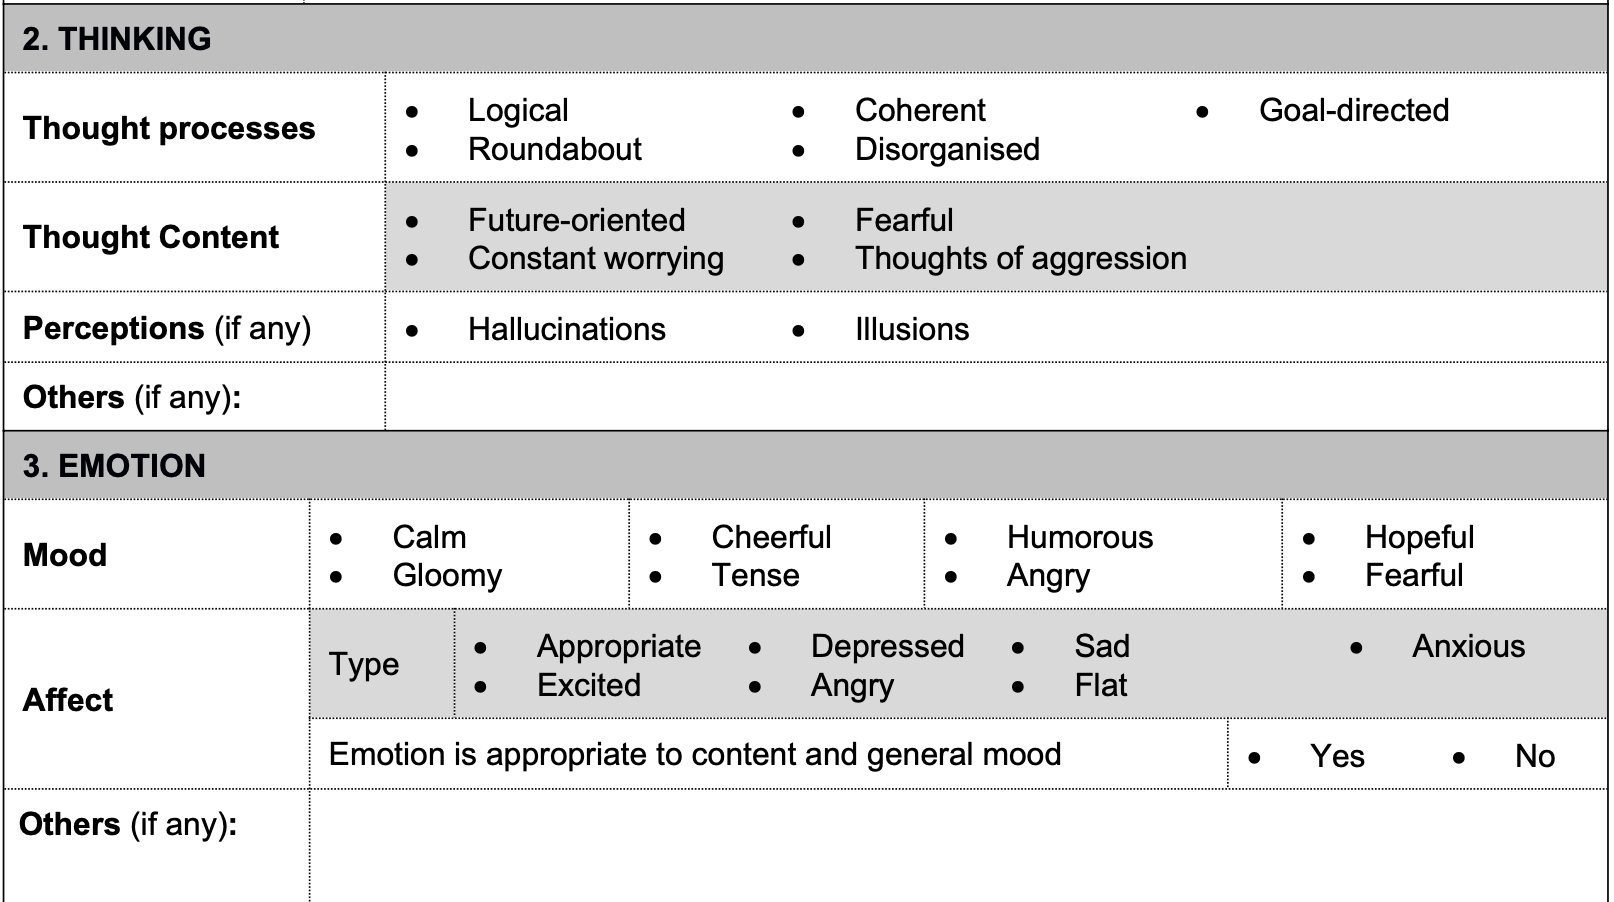 2. THINKING
Thought processes
• Logical • Coherent • Goal-directed
• Roundabout • Disorganised
Thought Content
• Future-oriented • Fearful
• Constant worrying • Thoughts of aggression
Perceptions (if any)
• Hallucinations • Illusions
Others (if any):
3. EMOTION
Mood
• Calm • Cheerful • Humorous • Hopeful
• Gloomy • Tense • Angry • Fearful
Affect
Type
• Appropriate • Depressed • Sad • Anxious
• Excited • Angry • Flat
Emotion is appropriate to content and general mood • Yes • No
Others (if any):